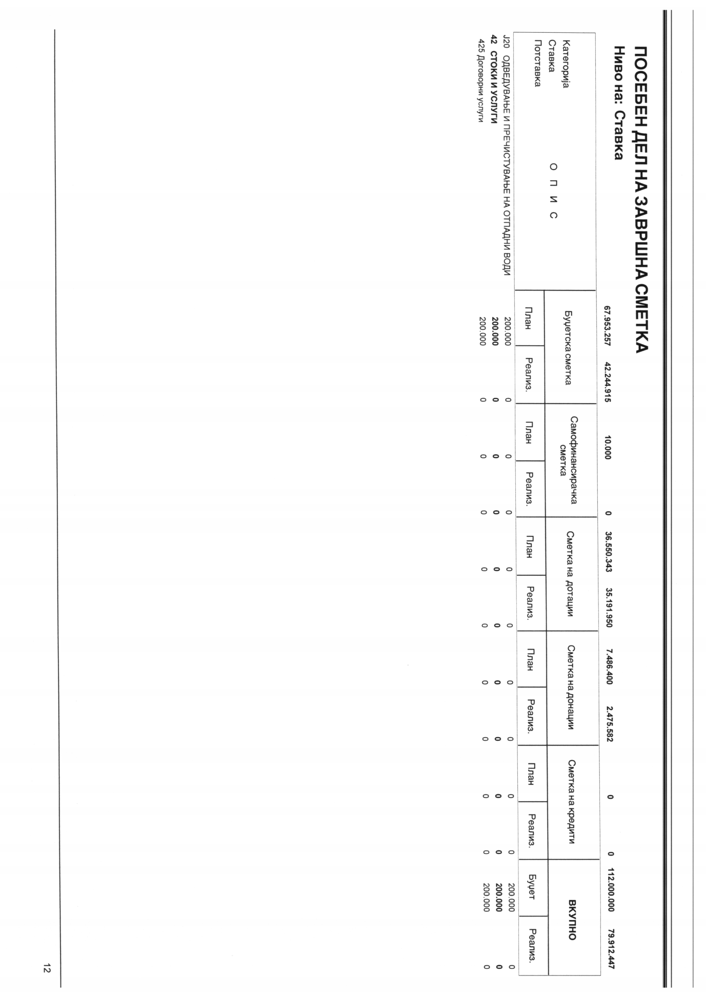 ПОСЕБЕН ДЕЛ НА ЗАВРШНА СМЕТКА
Ниво на: Ставка
67.953.257 42.244.915 10.000 0 36.550.343 35.191.950 7.486.400 2.475.582 0 0 112.000.000 79.912.447
Категорија
Ставка
Потставка
О П И С
Буџетска сметка
Самофинансирачка
сметка
Сметка на дотации
Сметка на донации
Сметка на кредити
ВКУПНО
План Реализ. План Реализ. План Реализ. План Реализ. План Реализ. Буџет Реализ.
Ј20 ОДВЕДУВАЊЕ И ПРЕЧИСТУВАЊЕ НА ОТПАДНИ ВОДИ 200.000 0 0 0 0 0 0 0 0 0 200.000 0
42 СТОКИ И УСЛУГИ 200.000 0 0 0 0 0 0 0 0 0 200.000 0
425 Договорни услуги 200.000 0 0 0 0 0 0 0 0 0 200.000 0
12